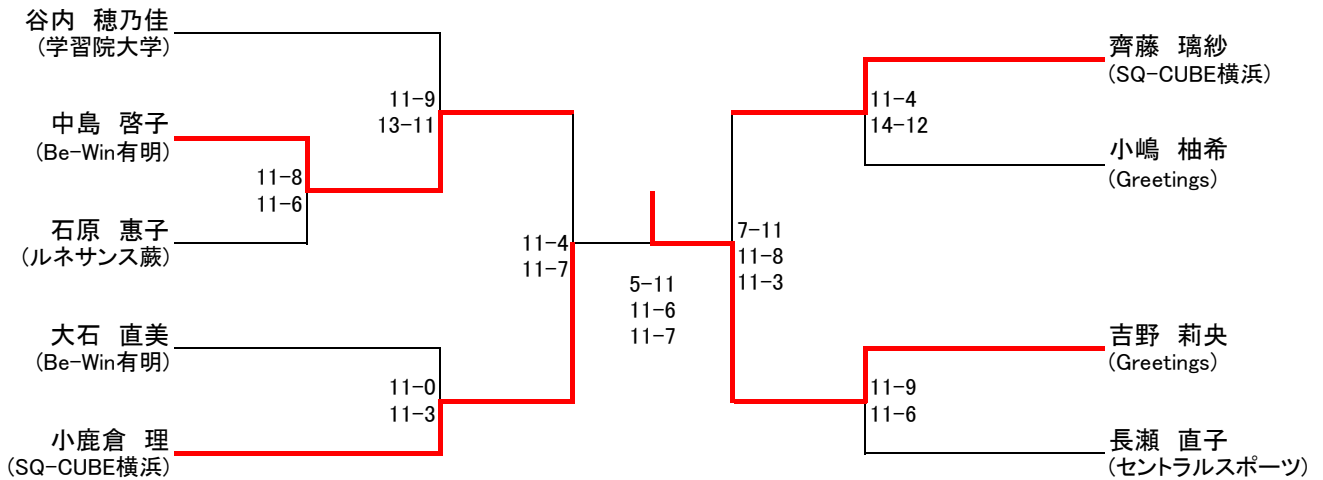 谷内 穂乃佳
(学習院大学)
11-9
13-11
中島 啓子
(Be-Win有明)
11-8
11-6
石原 惠子
(ルネサンス蕨)
11-4
11-7
大石 直美
(Be-Win有明)
11-0
11-3
小鹿倉 理
(SQ-CUBE横浜)
5-11
11-6
11-7
齊藤 璃紗
(SQ-CUBE横浜)
11-4
14-12
小嶋 柚希
(Greetings)
7-11
11-8
11-3
吉野 莉央
(Greetings)
11-9
11-6
長瀬 直子
(セントラルスポーツ)